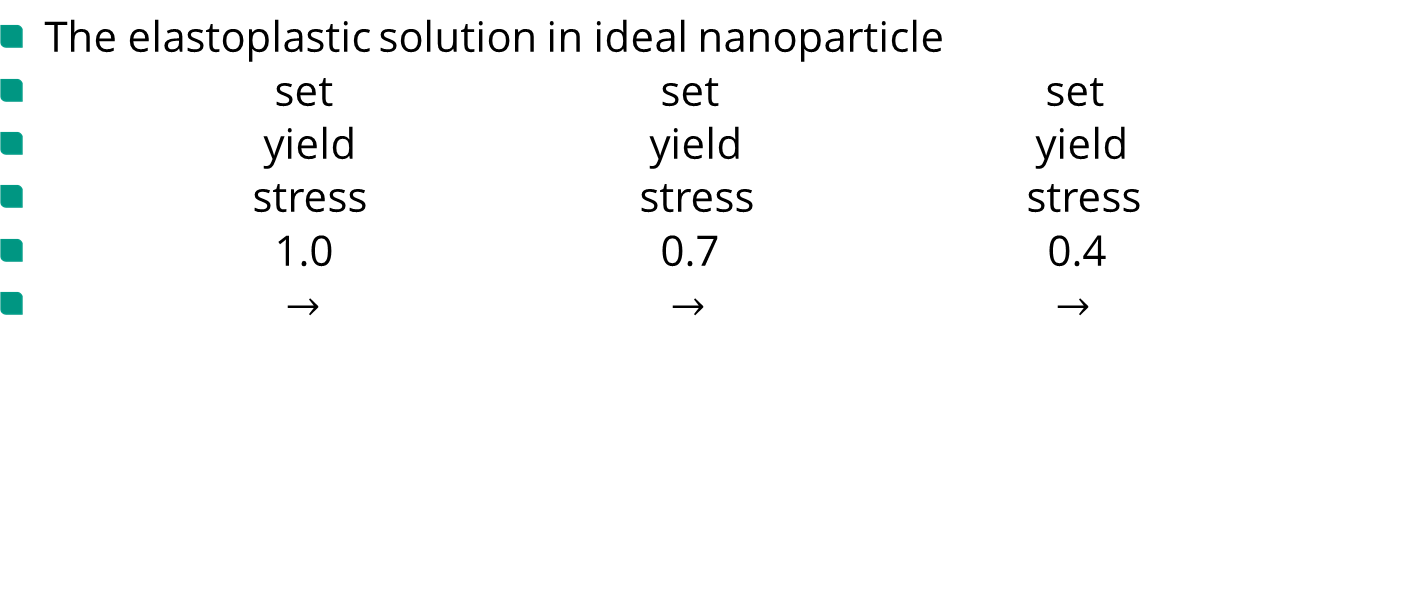 The elastoplastic solution in ideal nanoparticle
set set set
yield yield yield
stress stress stress
1.0 0.7 0.4
→ → →